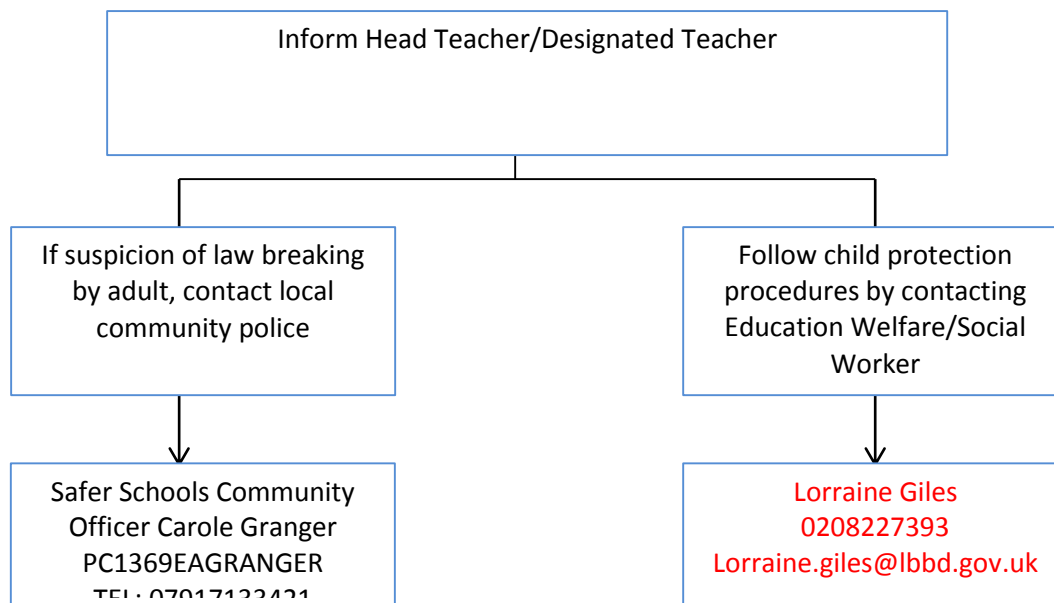 Inform Head Teacher/Designated Teacher
If suspicion of law breaking
by adult, contact local
community police
Follow child protection
procedures by contacting
Education Welfare/Social
Worker
Safer Schools Community
Officer Carole Granger
PC1369EAGRANGER
TEL: 07917133421
Lorraine Giles
0208227393
Lorraine.giles@lbbd.gov.uk